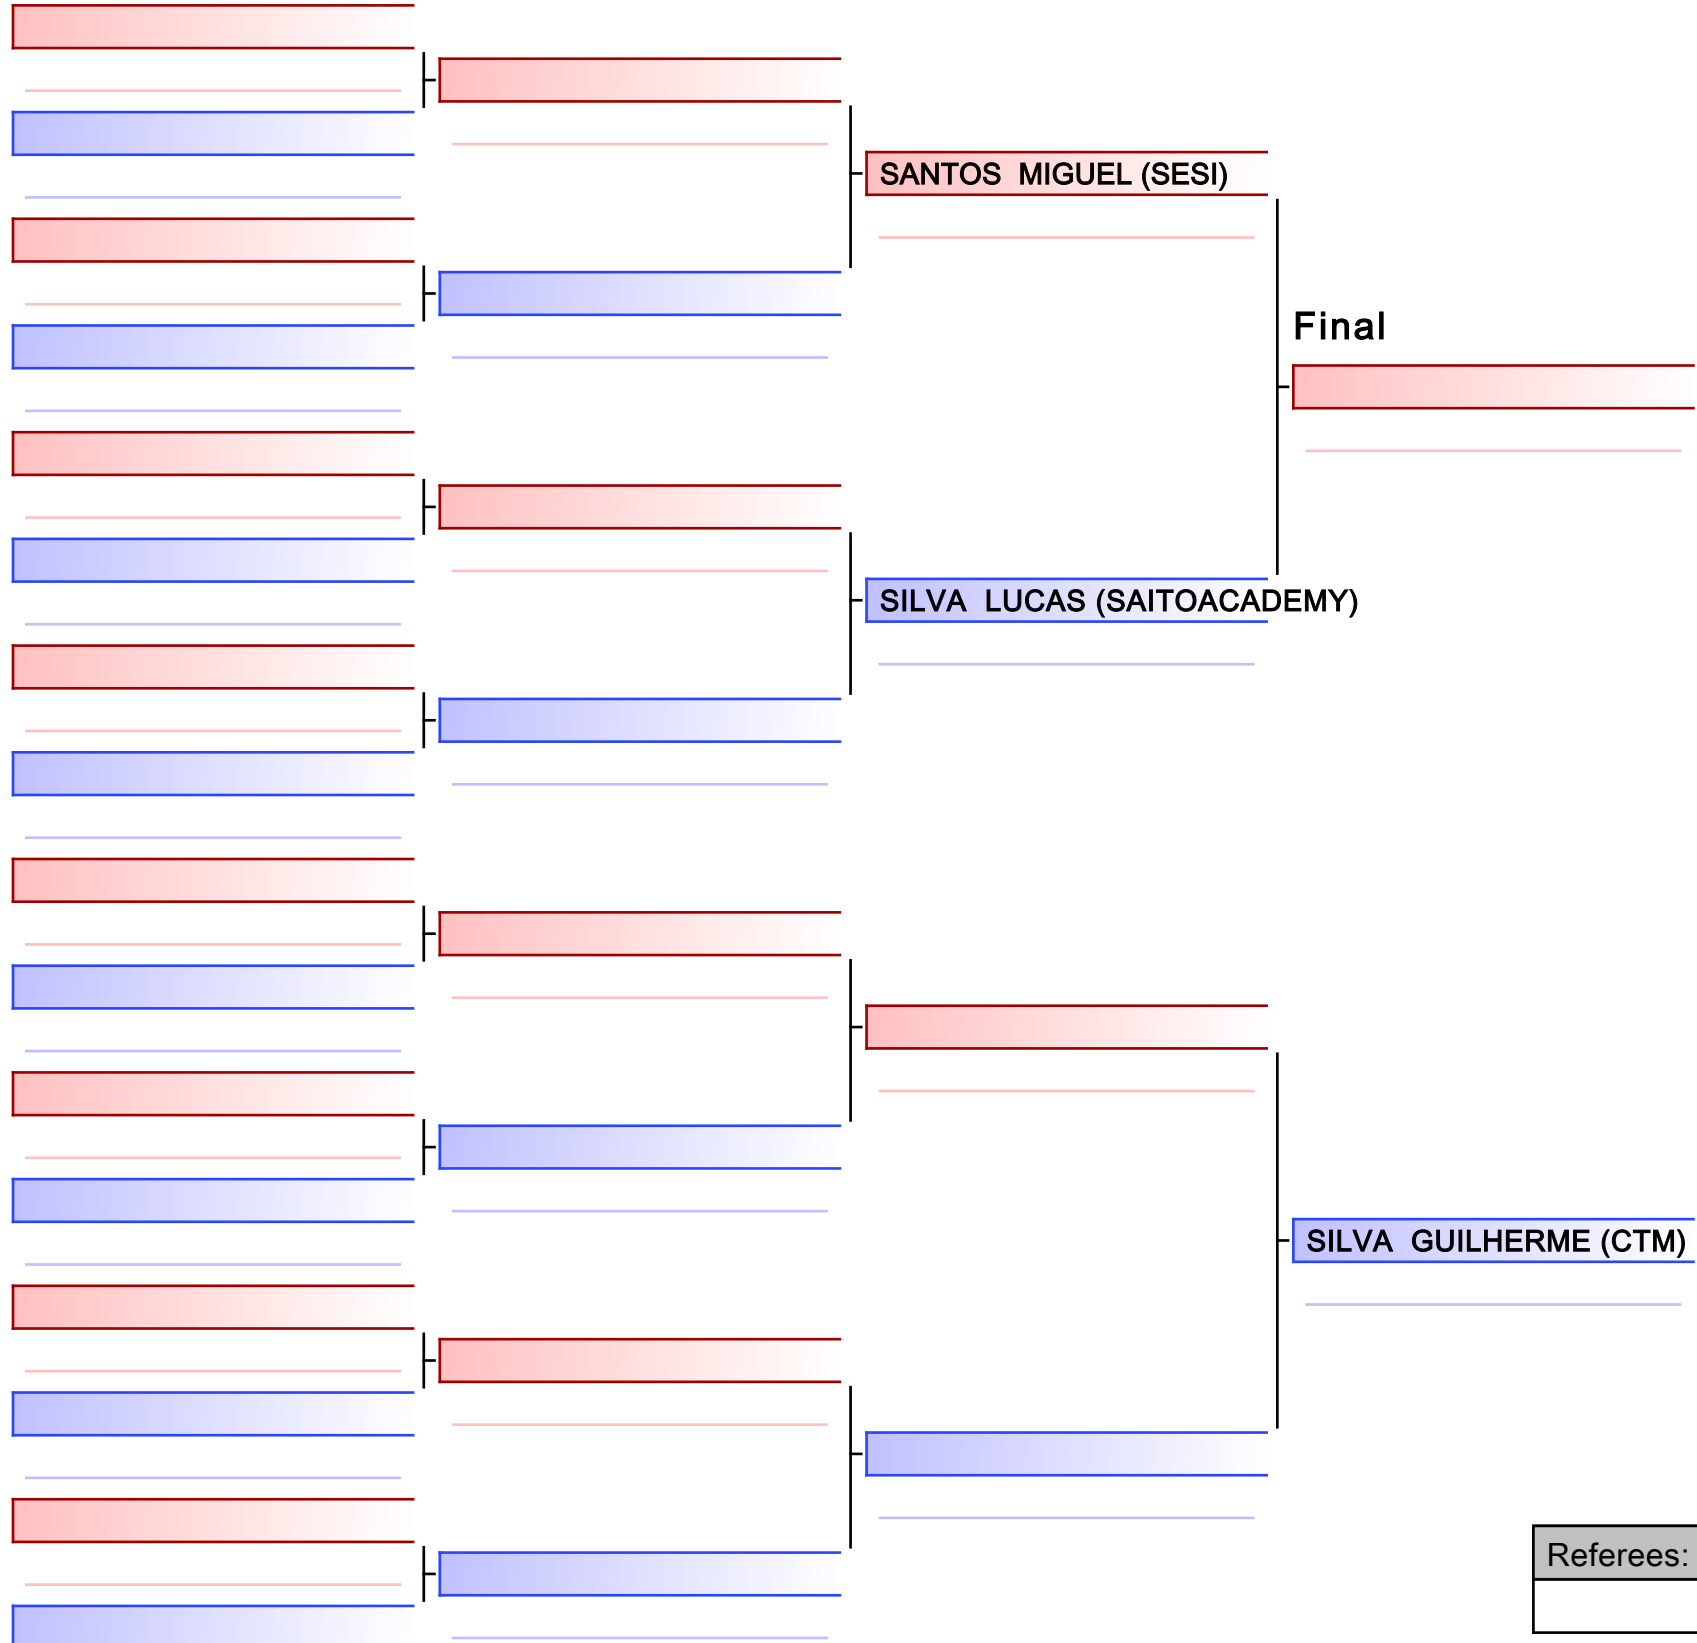 SANTOS  MIGUEL (SESI)
Final
SILVA  LUCAS (SAITOACADEMY)
SILVA  GUILHERME (CTM)
Referees: